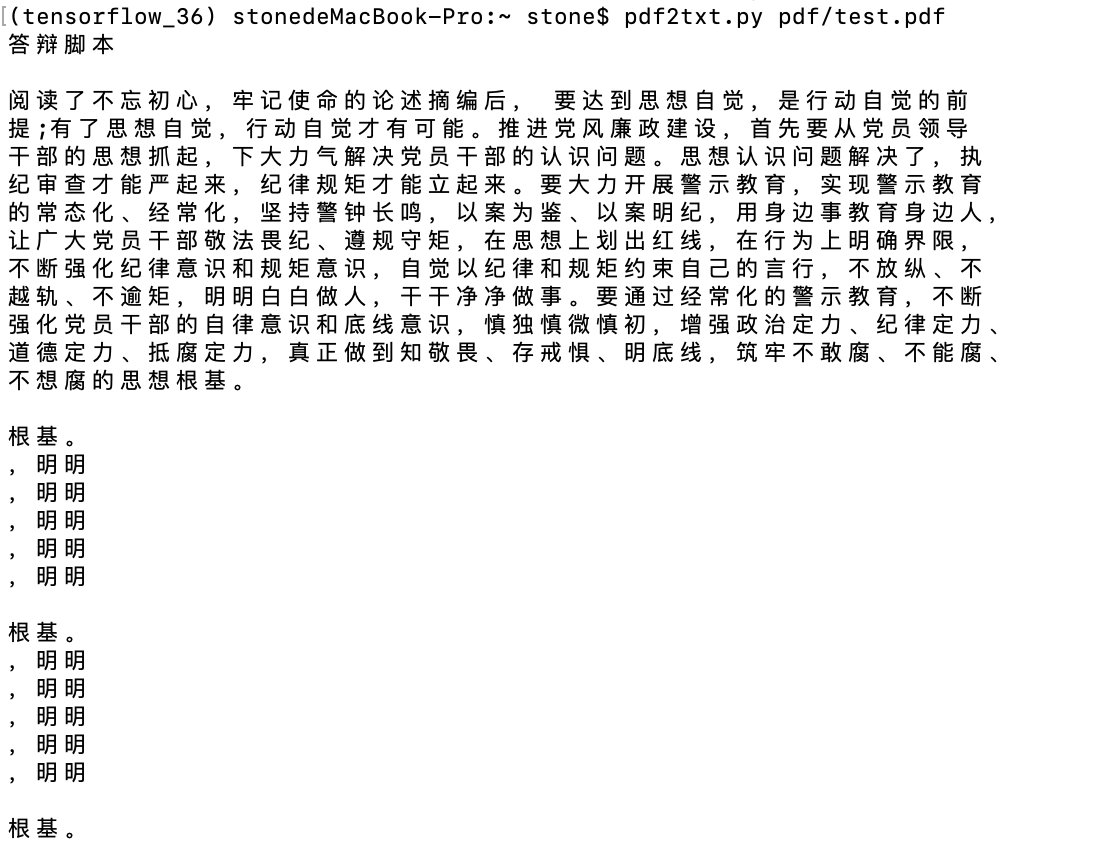 (tensorflow_36) stonedeMacBook-Pro:~ stone$ pdf2txt.py pdf/test.pdf
答辩脚本
阅读了不忘初心，牢记使命的论述摘编后， 要达到思想自觉，是行动自觉的前
提;有了思想自觉，行动自觉才有可能。推进党风廉政建设，首先要从党员领导
干部的思想抓起，下大力气解决党员干部的认识问题。思想认识问题解决了，执
纪审查才能严起来，纪律规矩才能立起来。要大力开展警示教育，实现警示教育
的常态化、经常化，坚持警钟长鸣，以案为鉴、以案明纪，用身边事教育身边人，
让广大党员干部敬法畏纪、遵规守矩，在思想上划出红线，在行为上明确界限，
不断强化纪律意识和规矩意识，自觉以纪律和规矩约束自己的言行，不放纵、不
越轨、不逾矩，明明白白做人，干干净净做事。要通过经常化的警示教育，不断
强化党员干部的自律意识和底线意识，慎独慎微慎初，增强政治定力、纪律定力、
道德定力、抵腐定力，真正做到知敬畏、存戒惧、明底线，筑牢不敢腐、不能腐、
不想腐的思想根基。
根基。
，明明
，明明
，明明
，明明
，明明
根基。
，明明
，明明
，明明
，明明
，明明
根基。